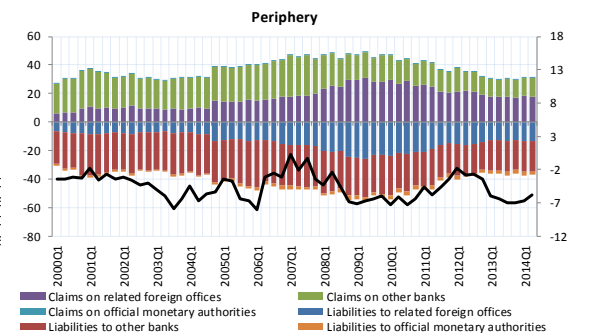 Periphery
60 18
40 13
20 8
0 3
-20 -2
-40
-60 -7
-80 -12
2000Q1 2001Q1 2002Q1 2003Q1 2004Q1 2005Q1 2006Q1 2007Q1 2008Q1 2009Q1 2010Q1 2011Q1 2012Q1 2013Q1 2014Q1
Claims on related foreign offices Claims on other banks
Claims on official monetary authorities Liabilities to related foreign offices
Liabilities to other banks Liabilities to official monetary authorities